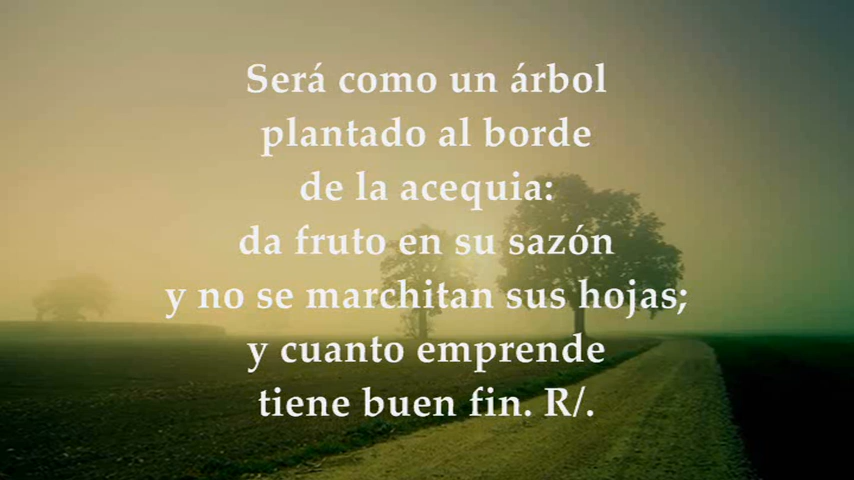 Será como un árbol
plantado al borde
de la acequia:
da fruto en su sazón
y no se marchitan sus hojas;
y cuanto emprende
tiene buen fin. R/.